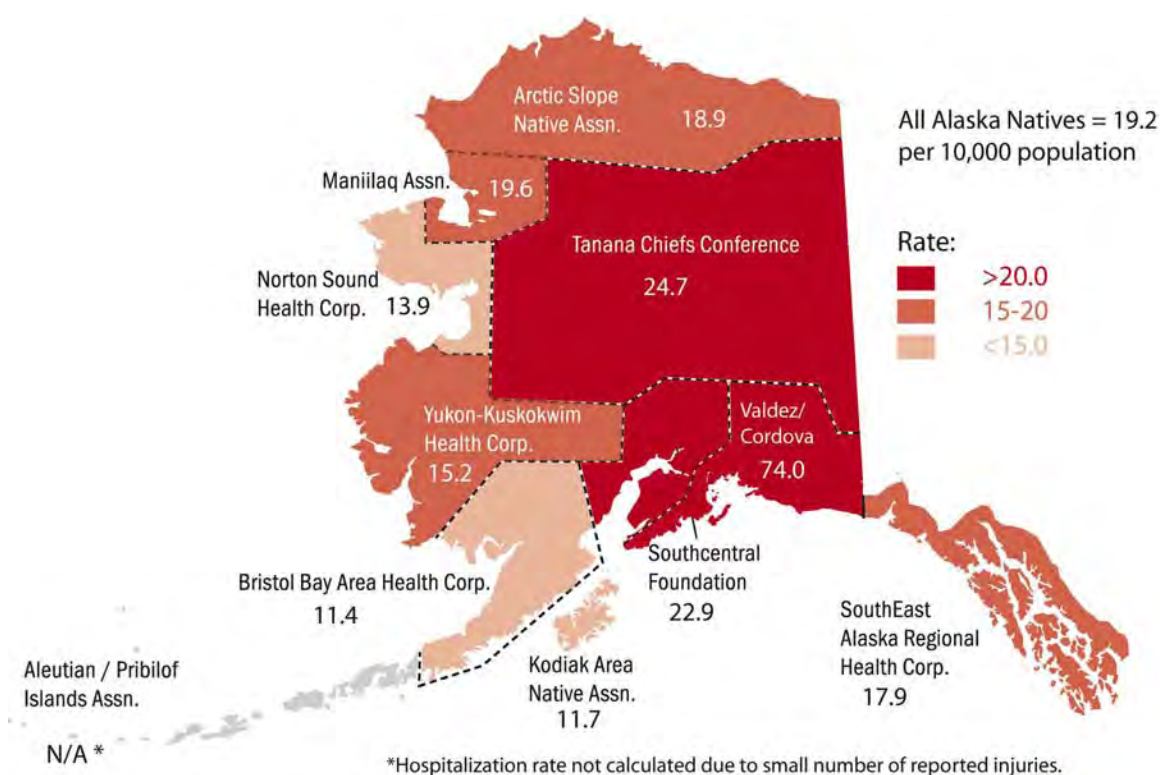 Arctic Slope
Native Assn.
18.9
All Alaska Natives = 19.2
per 10,000 population
Maniilaq Assn.
19.6
Rate:
>20.0
15-20
<15.0
Tanana Chiefs Conference
24.7
Norton Sound
Health Corp.
13.9
Yukon-Kuskokwim
Health Corp.
15.2
Valdez/
Cordova
74.0
Bristol Bay Area Health Corp.
11.4
Southcentral
Foundation
22.9
SouthEast
Alaska Regional
Health Corp.
17.9
Kodiak Area
Native Assn.
11.7
Aleutian / Pribilof
Islands Assn.
N/A *
*Hospitalization rate not calculated due to small number of reported injuries.